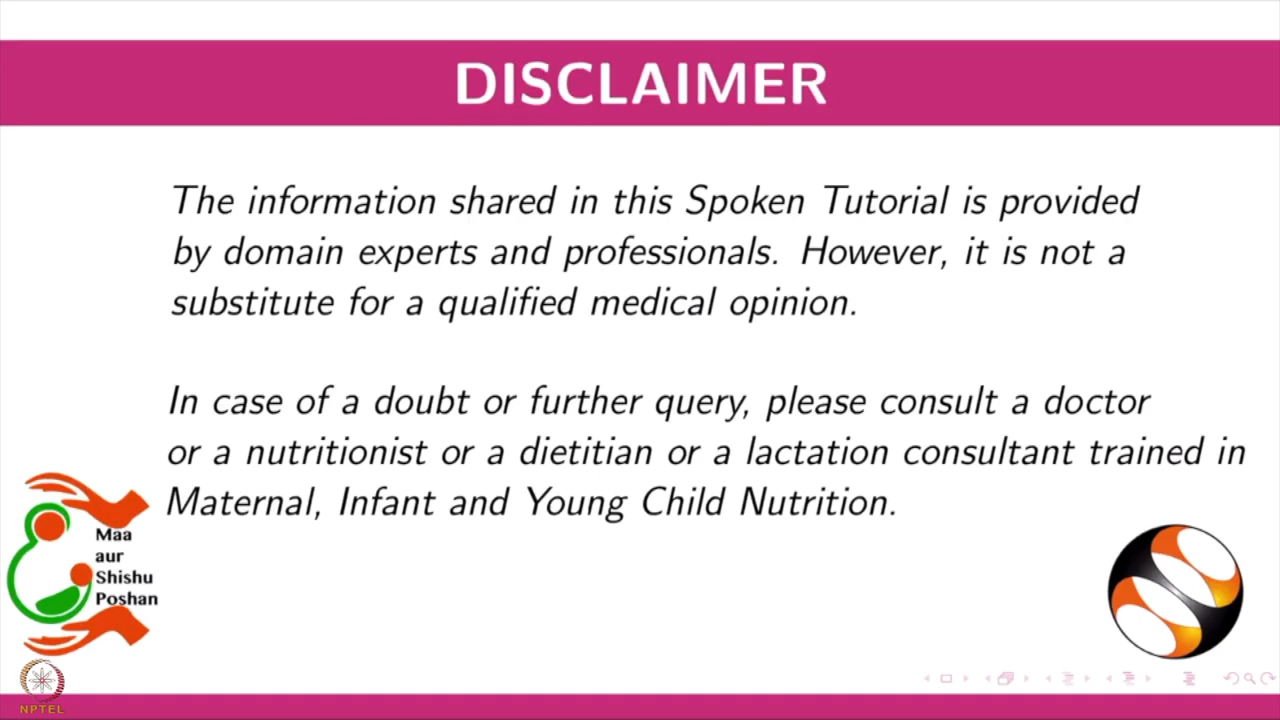 DISCLAIMER
The information shared in this Spoken Tutorial is provided
by domain experts and professionals. However, it is not a
substitute for a qualified medical opinion.
In case of a doubt or further query, please consult a doctor
or a nutritionist or a dietitian or a lactation consultant trained in
Maternal, Infant and Young Child Nutrition.
Maa
aur
Shishu
Poshan
NPTEL